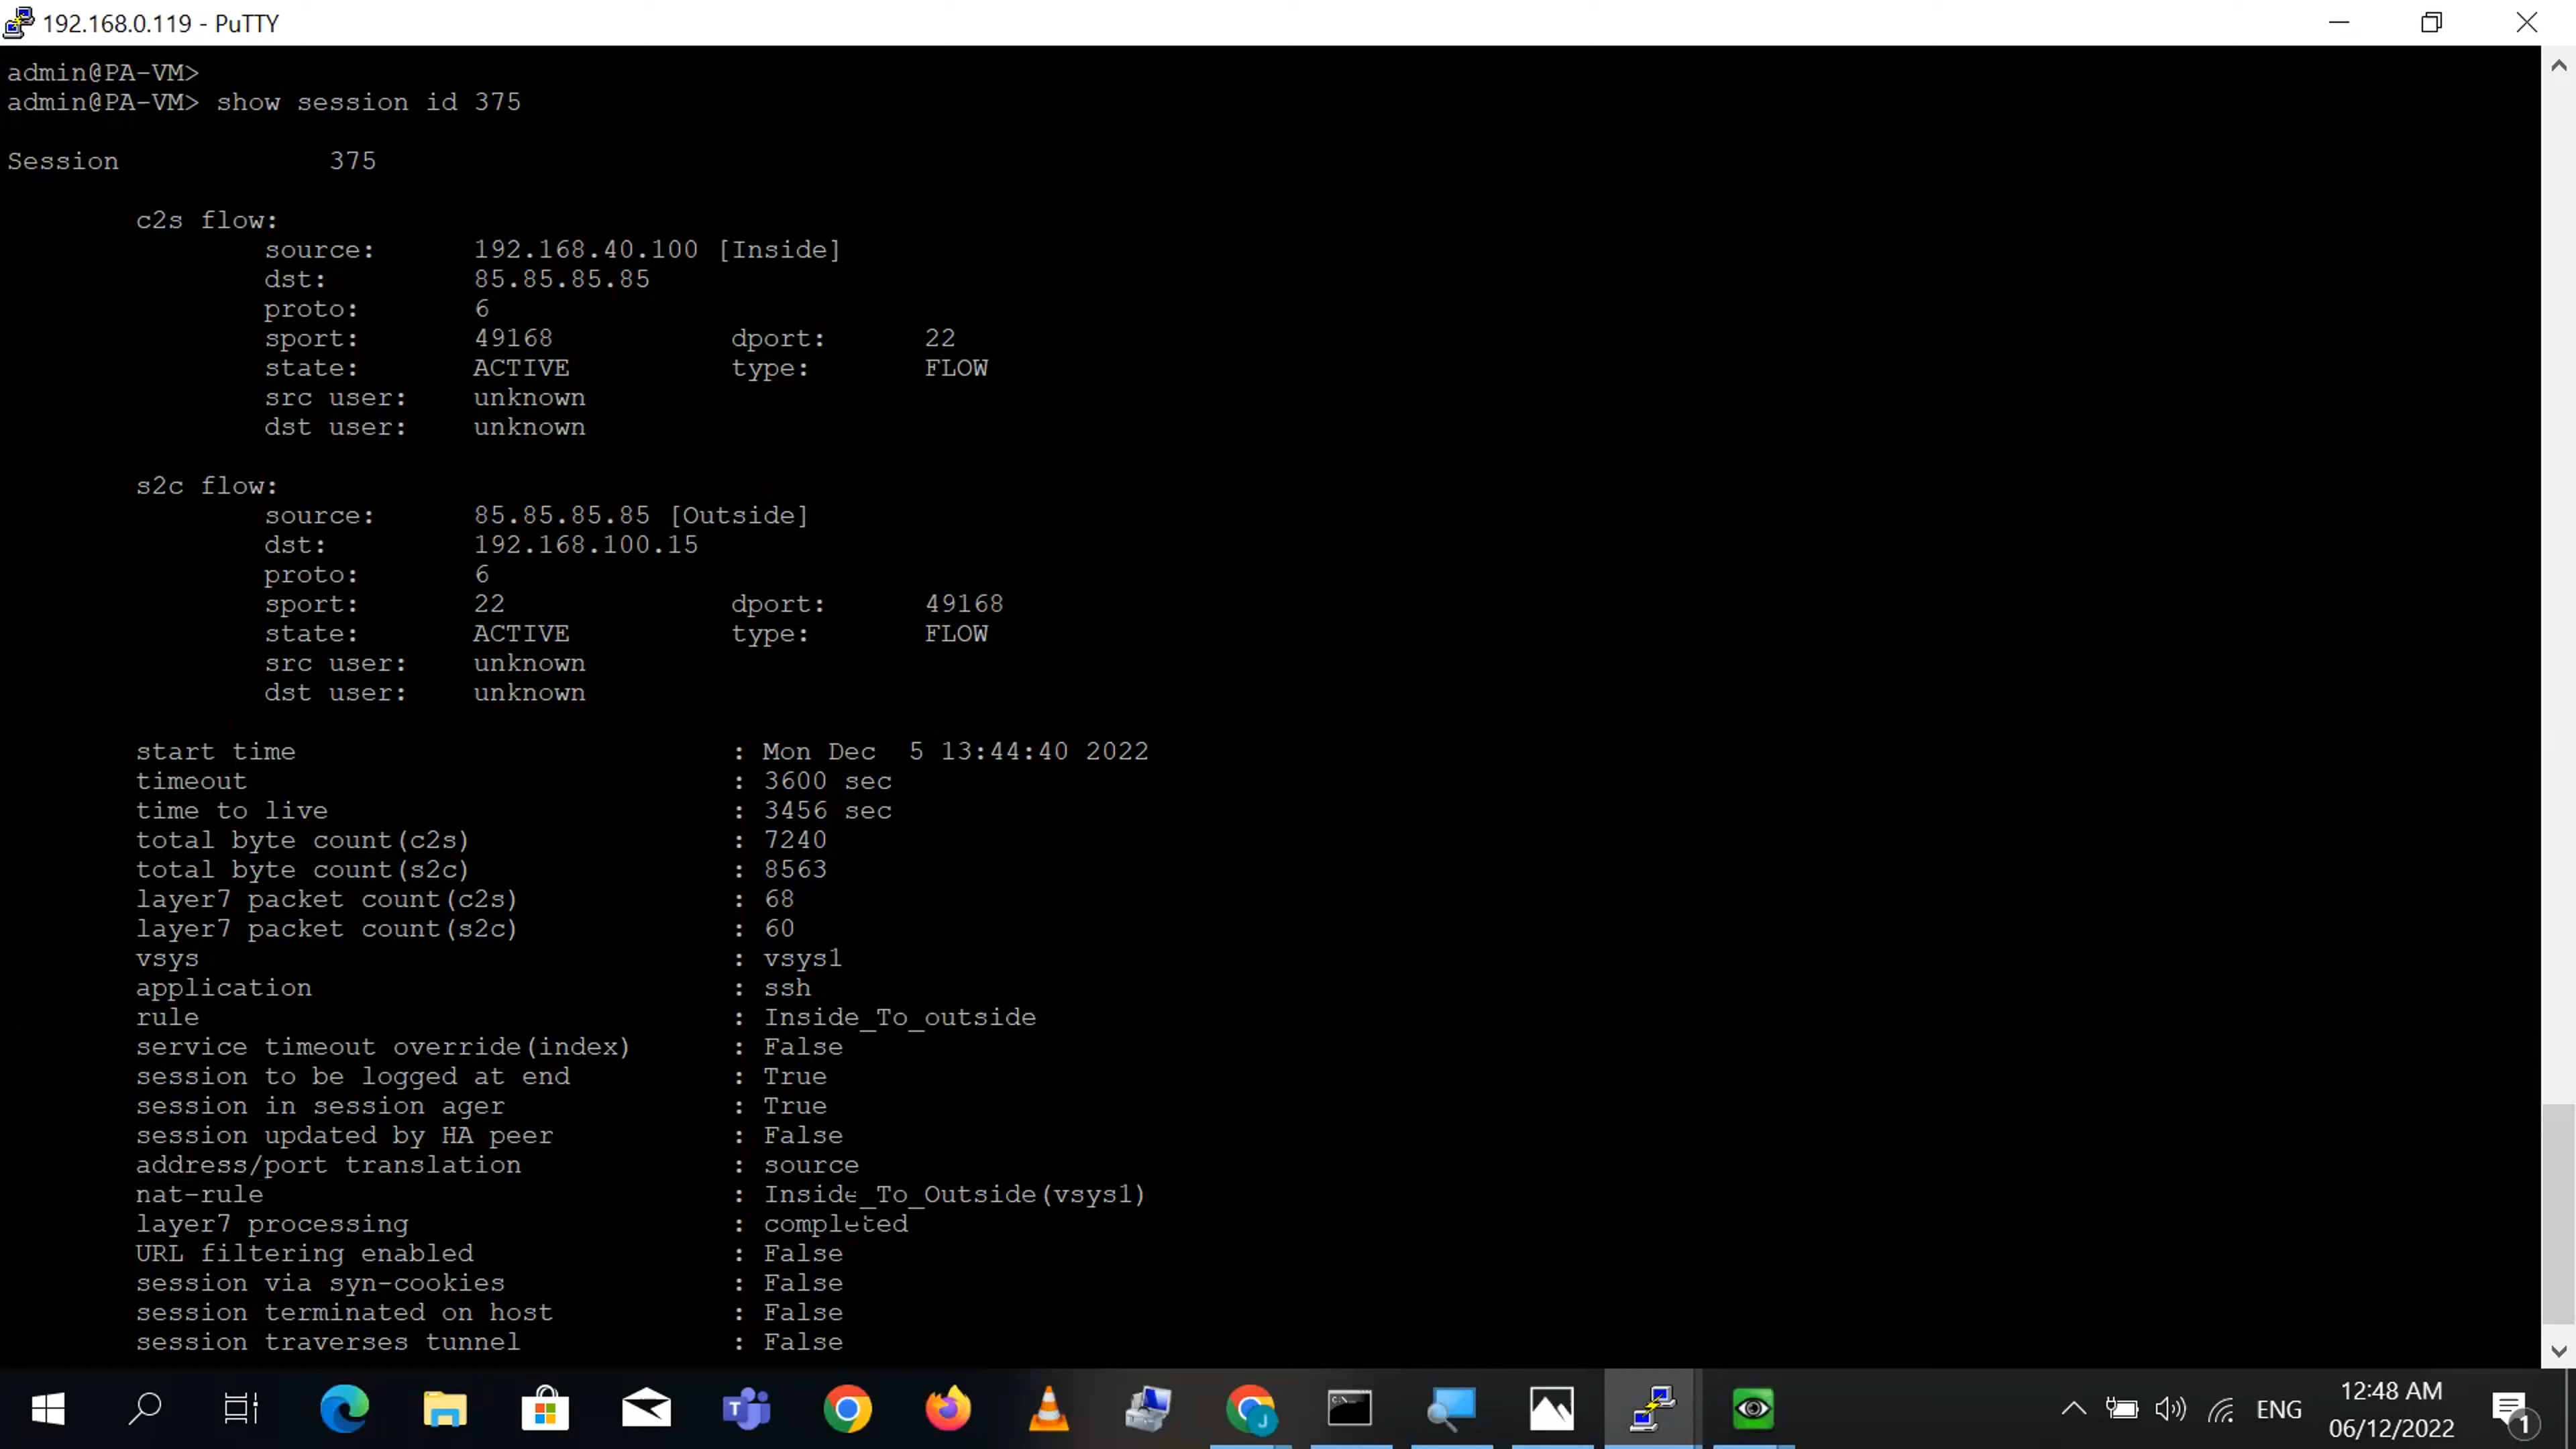 192.168.0.119 - PuTTY
admin@PA-VM>
admin@PA-VM> show session id 375
Session 375
c2s flow:
source: 192.168.40.100 [Inside]
dst: 85.85.85.85
proto: 6
sport: 49168 dport: 22
state: ACTIVE type: FLOW
src user: unknown
dst user: unknown
s2c flow:
source: 85.85.85.85 [Outside]
dst: 192.168.100.15
proto: 6
sport: 22 dport: 49168
state: ACTIVE type: FLOW
src user: unknown
dst user: unknown
start time : Mon Dec 5 13:44:40 2022
timeout : 3600 sec
time to live : 3456 sec
total byte count(c2s) : 7240
total byte count(s2c) : 8563
layer7 packet count(c2s) : 68
layer7 packet count(s2c) : 60
vsys : vsys1
application : ssh
rule : Inside_To_outside
service timeout override(index) : False
session to be logged at end : True
session in session ager : True
session updated by HA peer : False
address/port translation : source
nat-rule : Inside_To_Outside(vsys1)
layer7 processing : completed
URL filtering enabled : False
session via syn-cookies : False
session terminated on host : False
session traverses tunnel : False
ENG
12:48 AM
06/12/2022
1